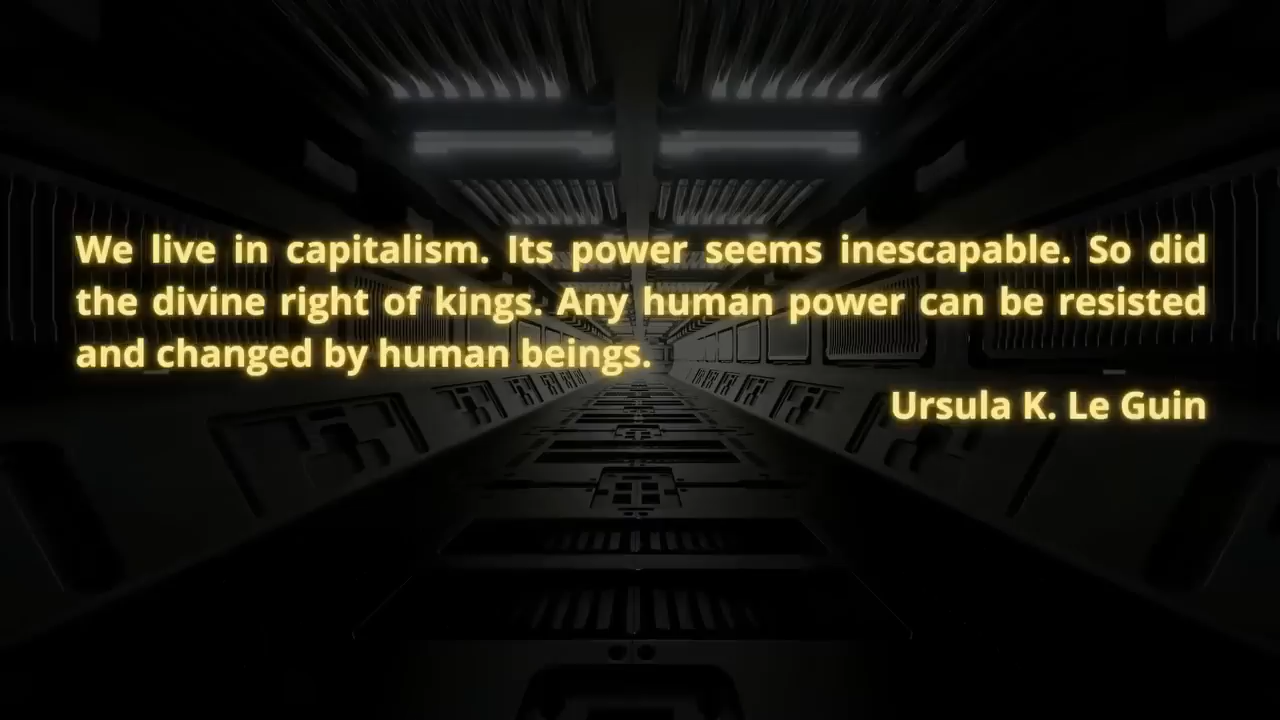 We live in capitalism. Its power seems inescapable. So did
the divine right of kings. Any human power can be resisted
and changed by human beings.
Ursula K. Le Guin